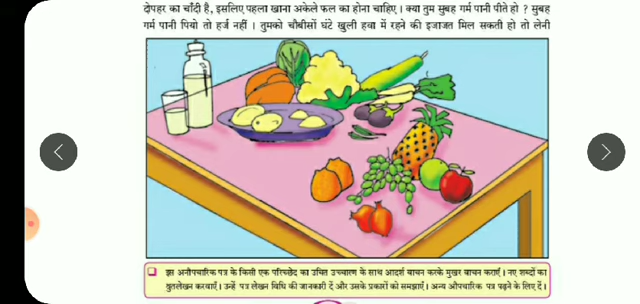 दोपहर का चाँदी है, इसलिए पहला खाना अकेले फल का होना चाहिए । क्या तुम सुबह गर्म पानी पीते हो ? सुबह
गर्म पानी पियो तो हर्ज नहीं । तुमको चौबीसों घंटे खुली हवा में रहने की इजाजत मिल सकती हो तो लेनी
इस अनौपचारिक पत्र के किसी एक परिच्छेद का उचित उच्चारण के साथ आदर्श वाचन करके मुखर वाचन कराएँ । नए शब्दों का
श्रुतलेखन करवाएँ । उन्हें पत्र लेखन विधि की जानकारी दें और उसके प्रकारों को समझाएँ । अन्य औपचारिक पत्र पढ़ने के लिए दें ।